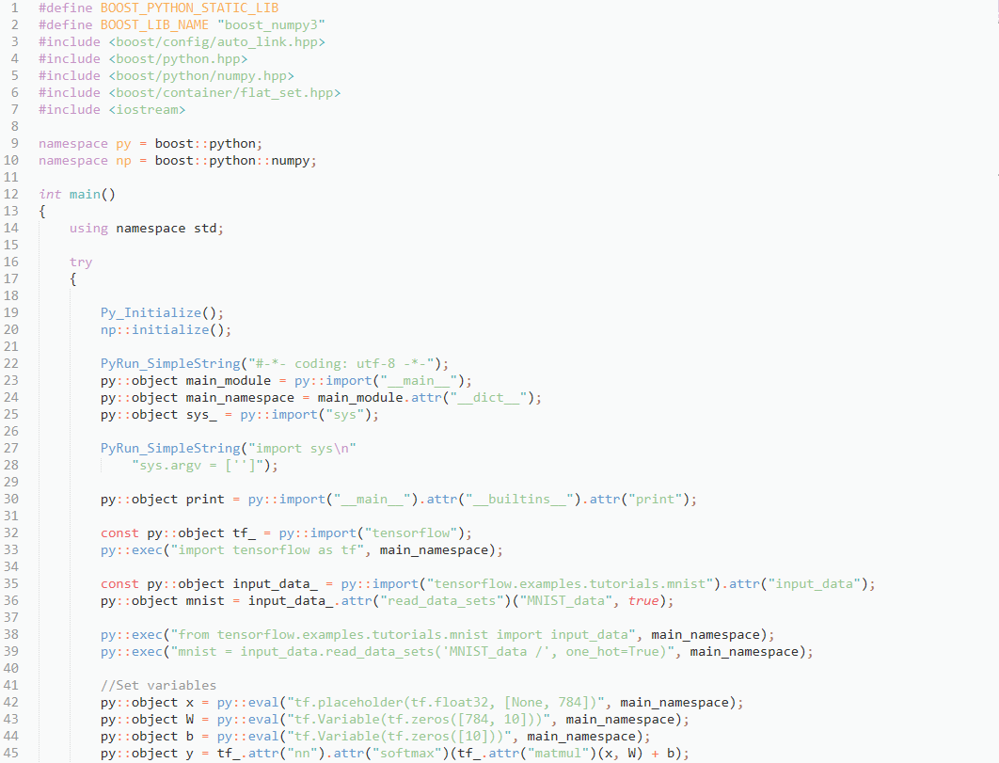 1 #define BOOST_PYTHON_STATIC_LIB
2 #define BOOST_LIB_NAME "boost_numpy3"
3 #include <boost/config/auto_link.hpp>
4 #include <boost/python.hpp>
5 #include <boost/python/numpy.hpp>
6 #include <boost/container/flat_set.hpp>
7 #include <iostream>
8
9 namespace py = boost::python;
10 namespace np = boost::python::numpy;
11
12 int main()
13 {
14     using namespace std;
15
16     try
17     {
18
19         Py_Initialize();
20         np::initialize();
21
22         PyRun_SimpleString("#-*- coding: utf-8 -*-");
23         py::object main_module = py::import("__main__");
24         py::object main_namespace = main_module.attr("__dict__");
25         py::object sys_ = py::import("sys");
26
27         PyRun_SimpleString("import sys\n"
28             "sys.argv = ['']");
29
30         py::object print = py::import("__main__").attr("__builtins__").attr("print");
31
32         const py::object tf_ = py::import("tensorflow");
33         py::exec("import tensorflow as tf", main_namespace);
34
35         const py::object input_data_ = py::import("tensorflow.examples.tutorials.mnist").attr("input_data");
36         py::object mnist = input_data_.attr("read_data_sets")("MNIST_data", true);
37
38         py::exec("from tensorflow.examples.tutorials.mnist import input_data", main_namespace);
39         py::exec("mnist = input_data.read_data_sets('MNIST_data /', one_hot=True)", main_namespace);
40
41         //Set variables
42         py::object x = py::eval("tf.placeholder(tf.float32, [None, 784])", main_namespace);
43         py::object W = py::eval("tf.Variable(tf.zeros([784, 10]))", main_namespace);
44         py::object b = py::eval("tf.Variable(tf.zeros([10]))", main_namespace);
45         py::object y = tf_.attr("nn").attr("softmax")(tf_.attr("matmul")(x, W) + b);